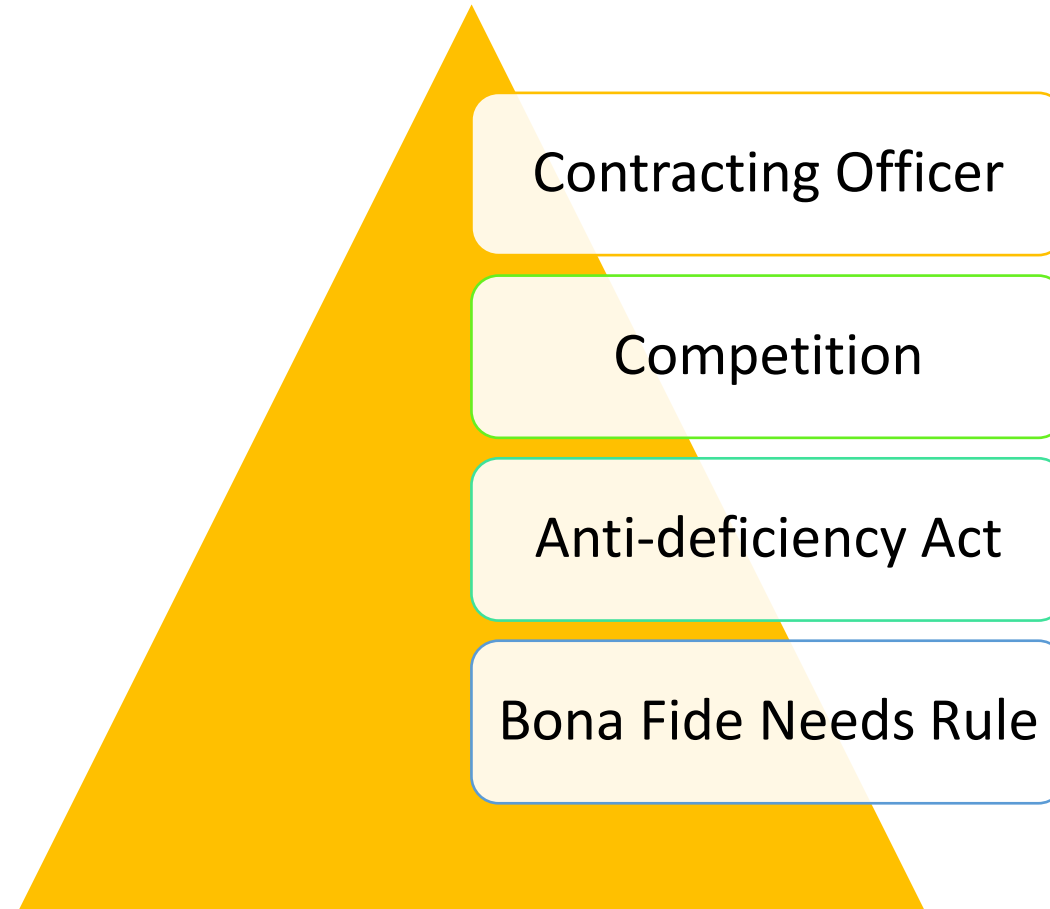 Contracting Officer
Competition
Anti-deficiency Act
Bona Fide Needs Rule